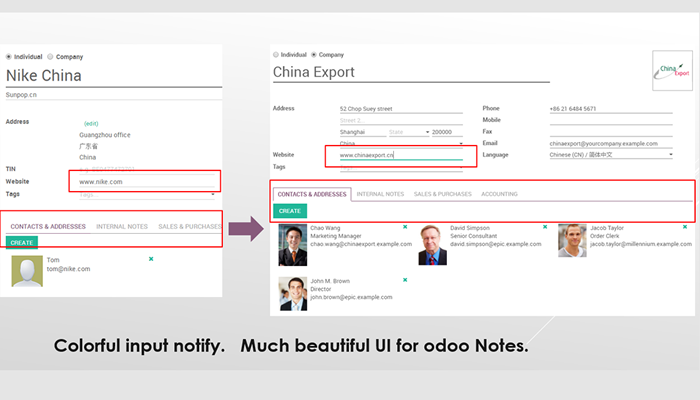 Individual Company
Nike China
Sunpop.cn
Address
(edit)
Guangzhou office
广东省
China
TIN
Website www.nike.com
Tags Tags...
CONTACTS & ADDRESSES INTERNAL NOTES SALES & PURCHASES
CREATE
Tom
tom@nike.com
Individual Company
China Export
China
Export
Address 52 Chop Suey street
Street 2...
Shanghai State 200000
China
Website www.chinaexport.cn
Tags
Phone +86 21 6484 5671
Mobile
Fax
Email chinaexport@yourcompany.example.com
Language Chinese (CN) / 简体中文
CONTACTS & ADDRESSES INTERNAL NOTES SALES & PURCHASES ACCOUNTING
CREATE
Chao Wang
Marketing Manager
chao.wang@chinaexport.example.com
David Simpson
Senior Consultant
david.simpson@epic.example.com
Jacob Taylor
Order Clerk
jacob.taylor@millennium.example.com
John M. Brown
Director
john.brown@epic.example.com
Colorful input notify. Much beautiful UI for odoo Notes.